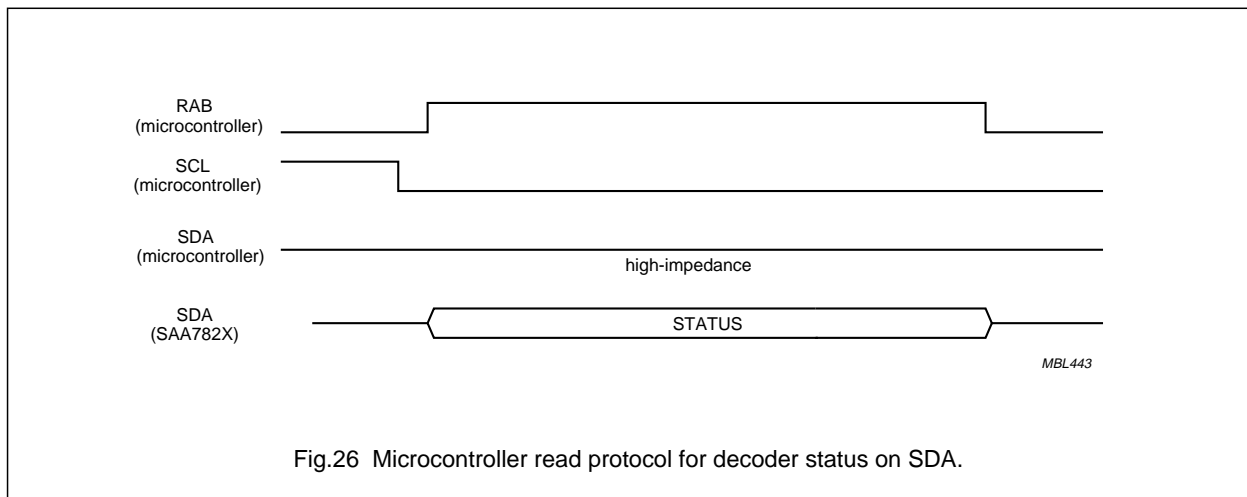 RAB
(microcontroller)
SCL
(microcontroller)
SDA
(microcontroller)
high-impedance
SDA
(SAA782X)
STATUS
MBL443
Fig.26 Microcontroller read protocol for decoder status on SDA.